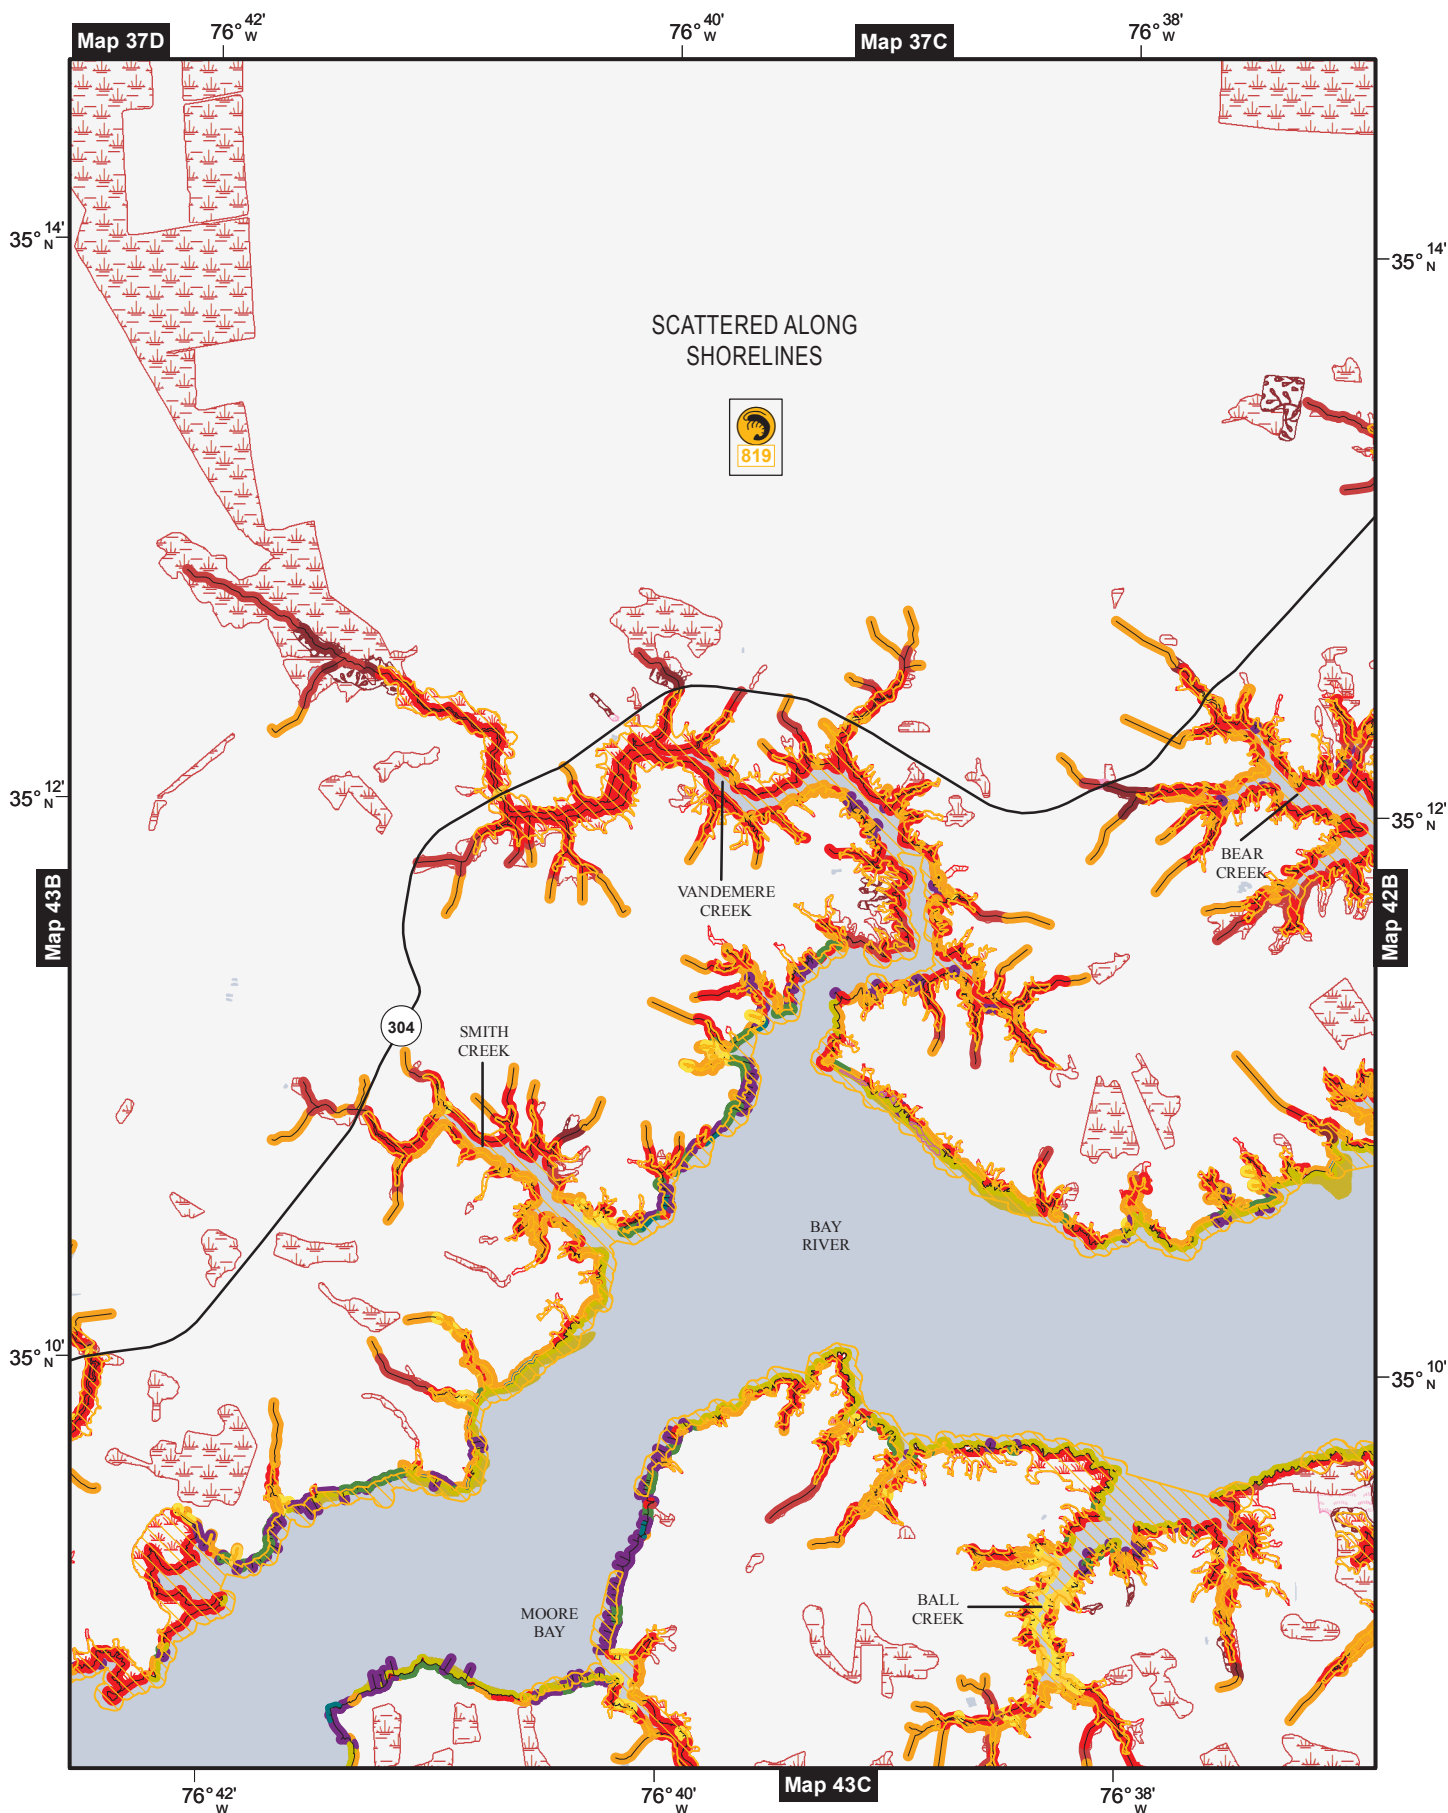 76° 42' W
76° 40' W
76° 38' W
Map 37D
Map 37C
35° 14' N
35° 14' N
SCATTERED ALONG
SHORELINES
819
35° 12' N
35° 12' N
BEAR
CREEK
VANDEMERE
CREEK
Map 43B
Map 42B
304
SMITH
CREEK
BAY
RIVER
35° 10' N
35° 10' N
BALL
CREEK
MOORE
BAY
76° 42' W
76° 40' W
76° 38' W
Map 43C